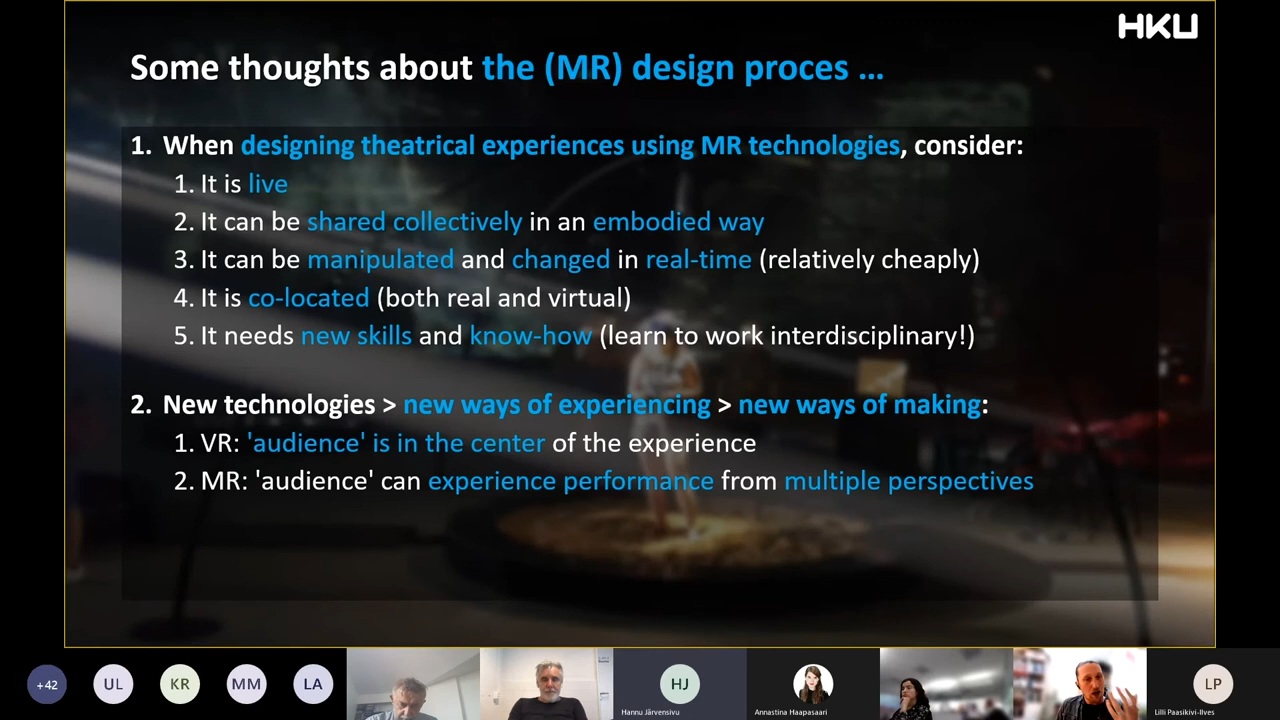 HKU
Some thoughts about the (MR) design proces ...
1. When designing theatrical experiences using MR technologies, consider:
1. It is live
2. It can be shared collectively in an embodied way
3. It can be manipulated and changed in real-time (relatively cheaply)
4. It is co-located (both real and virtual)
5. It needs new skills and know-how (learn to work interdisciplinary!)
2. New technologies > new ways of experiencing > new ways of making:
1. VR: 'audience' is in the center of the experience
2. MR: 'audience' can experience performance from multiple perspectives
+42 UL KR MM LA HJ LP
Hannu Järvensivu Annastina Haapasaari Lilli Paasikivi-Ilves